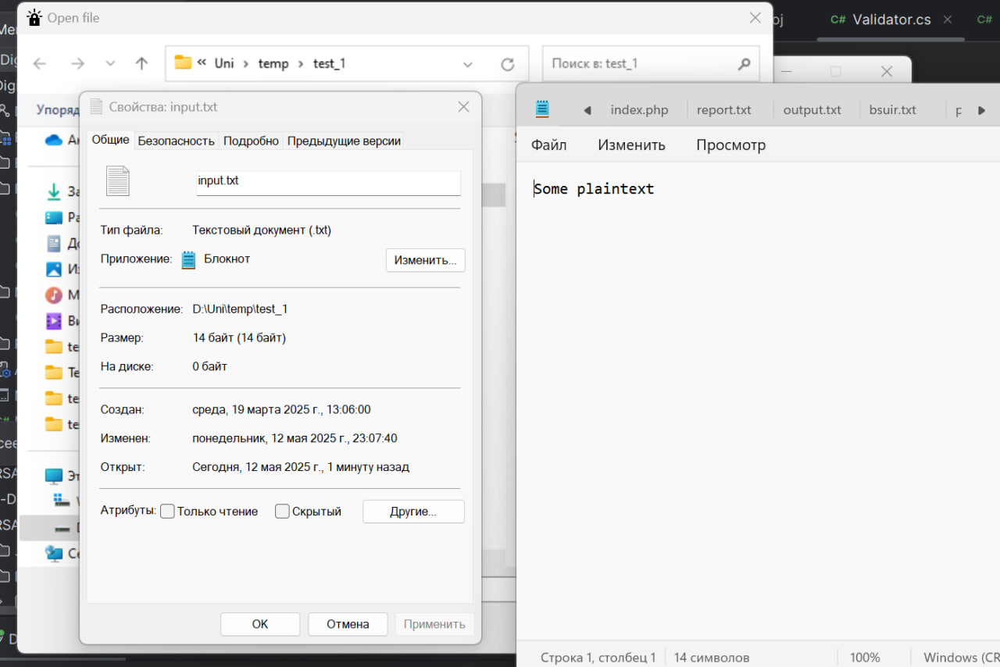 Open file
C# Validator.cs
C#
Uni
temp
test_1
Поиск в: test_1
Свойства: input.txt
Общие
Безопасность
Подробно
Предыдущие версии
input.txt
Тип файла:
Текстовый документ (.txt)
Приложение:
Блокнот
Изменить...
Расположение:
D:\Uni\temp\test_1
Размер:
14 байт (14 байт)
На диске:
0 байт
Создан:
среда, 19 марта 2025 г., 13:06:00
Изменен:
понедельник, 12 мая 2025 г., 23:07:40
Открыт:
Сегодня, 12 мая 2025 г., 1 минуту назад
Атрибуты:
Только чтение
Скрытый
Другие...
OK
Отмена
Применить
index.php
report.txt
output.txt
bsuir.txt
Файл
Изменить
Просмотр
Some plaintext
Строка 1, столбец 1
14 символов
100%
Windows (CR